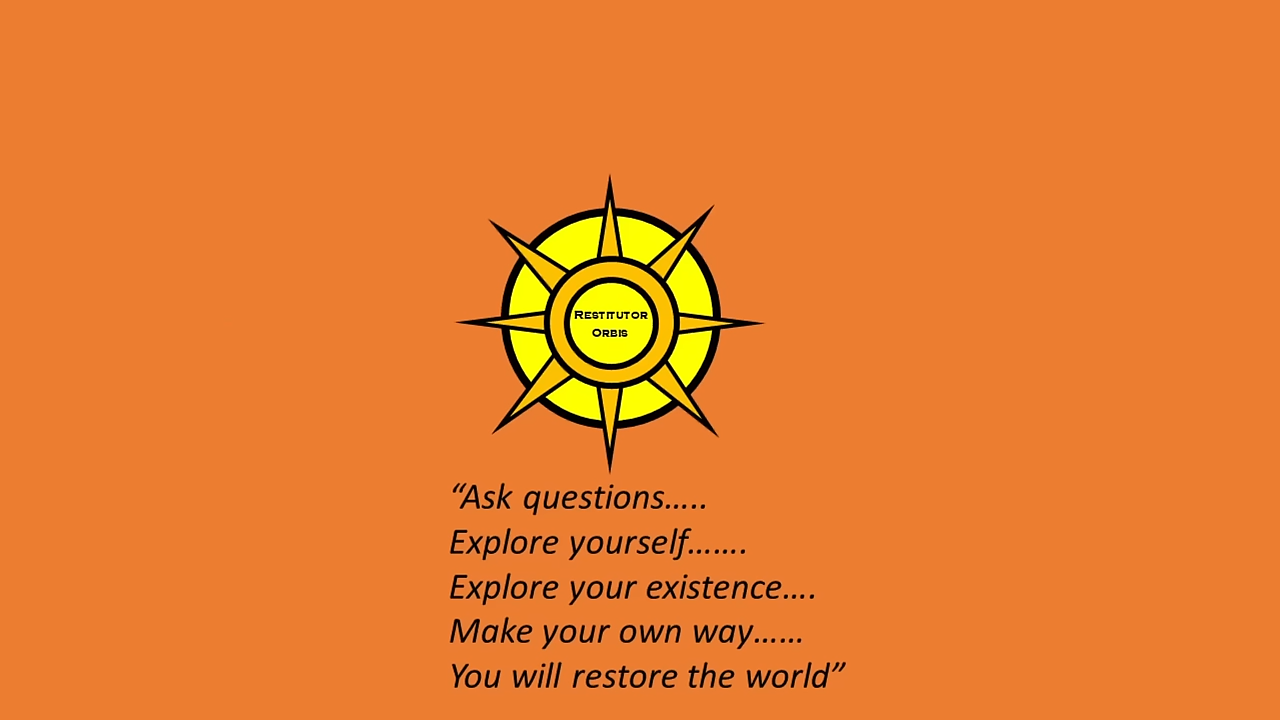 Restitutor
Orbis
“Ask questions.....
Explore yourself.......
Explore your existence....
Make your own way......
You will restore the world”